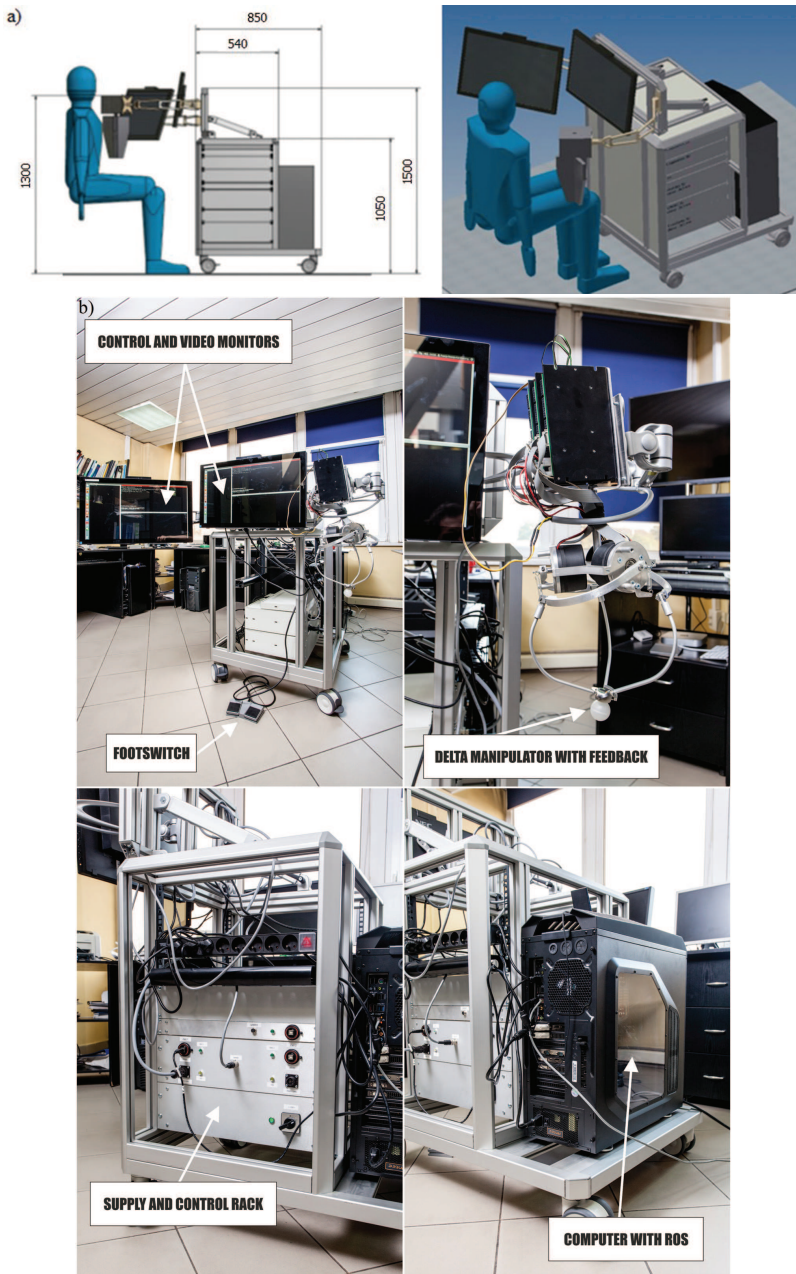 a)
850
540
1300
1050
1500
b)
CONTROL AND VIDEO MONITORS
FOOTSWITCH
DELTA MANIPULATOR WITH FEEDBACK
SUPPLY AND CONTROL RACK
COMPUTER WITH ROS